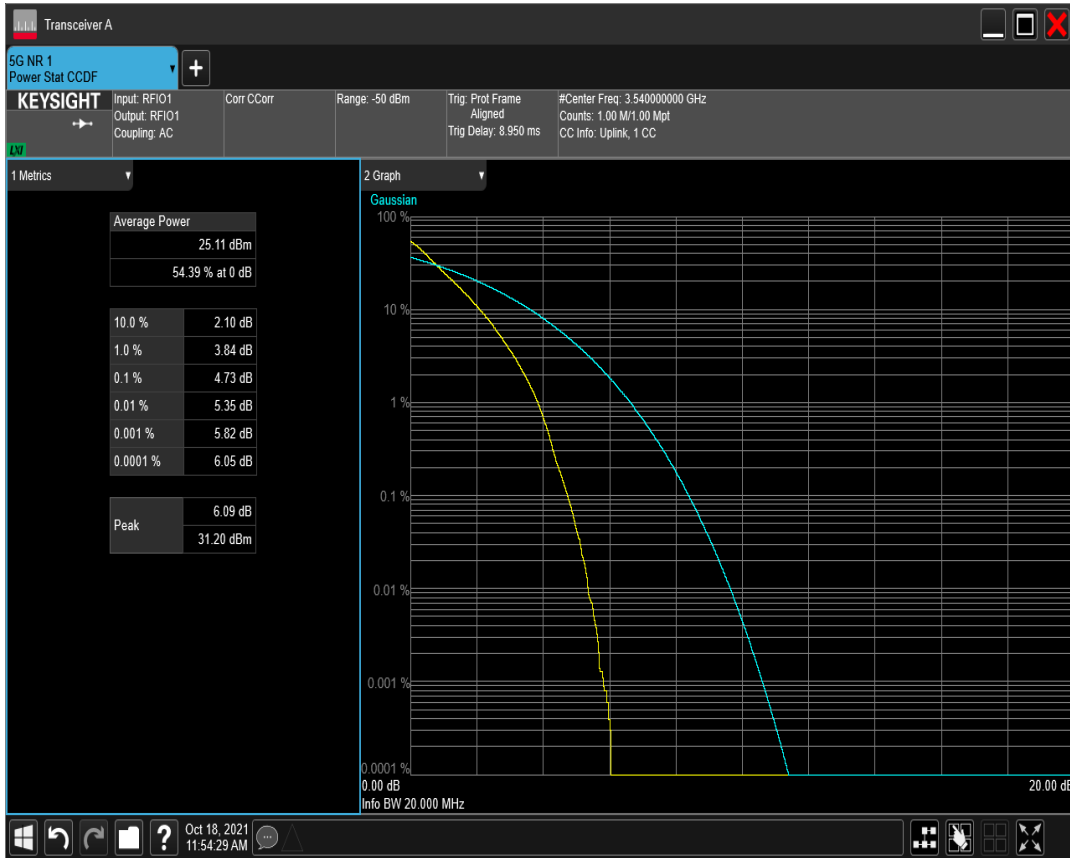 Transceiver A
5G NR 1
Power Stat CCDF
+
KEYSIGHT
LXI
Input: RFIO1
Output: RFIO1
Coupling: AC
Corr CCorr
Range: -50 dBm
Trig: Prot Frame
Aligned
Trig Delay: 8.950 ms
#Center Freq: 3.540000000 GHz
Counts: 1.00 M/1.00 Mpt
CC Info: Uplink, 1 CC
1 Metrics
Average Power
25.11 dBm
54.39 % at 0 dB
10.0 % 2.10 dB
1.0 % 3.84 dB
0.1 % 4.73 dB
0.01 % 5.35 dB
0.001 % 5.82 dB
0.0001 % 6.05 dB
Peak 6.09 dB
31.20 dBm
2 Graph
Gaussian
100 %
10 %
1 %
0.1 %
0.01 %
0.001 %
0.0001 %
0.00 dB 20.00 dB
Info BW 20.000 MHz
? Oct 18, 2021
11:54:29 AM